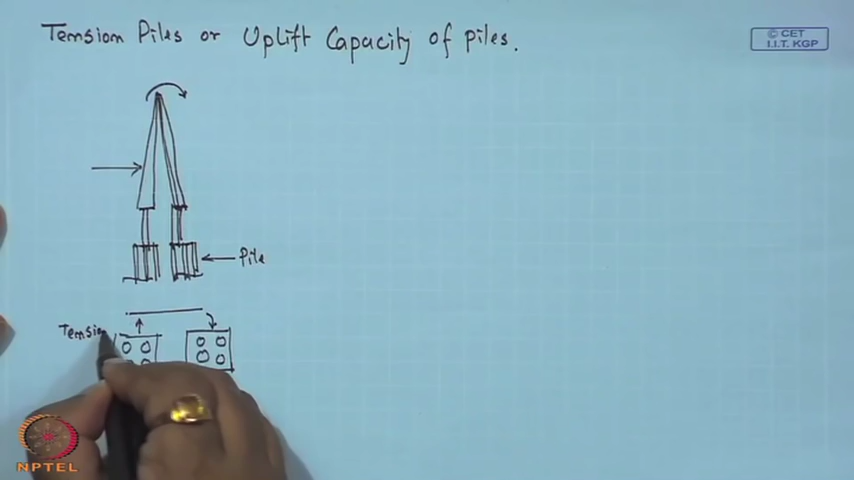 Tension Piles or Uplift Capacity of piles.
© CET
I.I.T. KGP
Pile
Tension
NPTEL